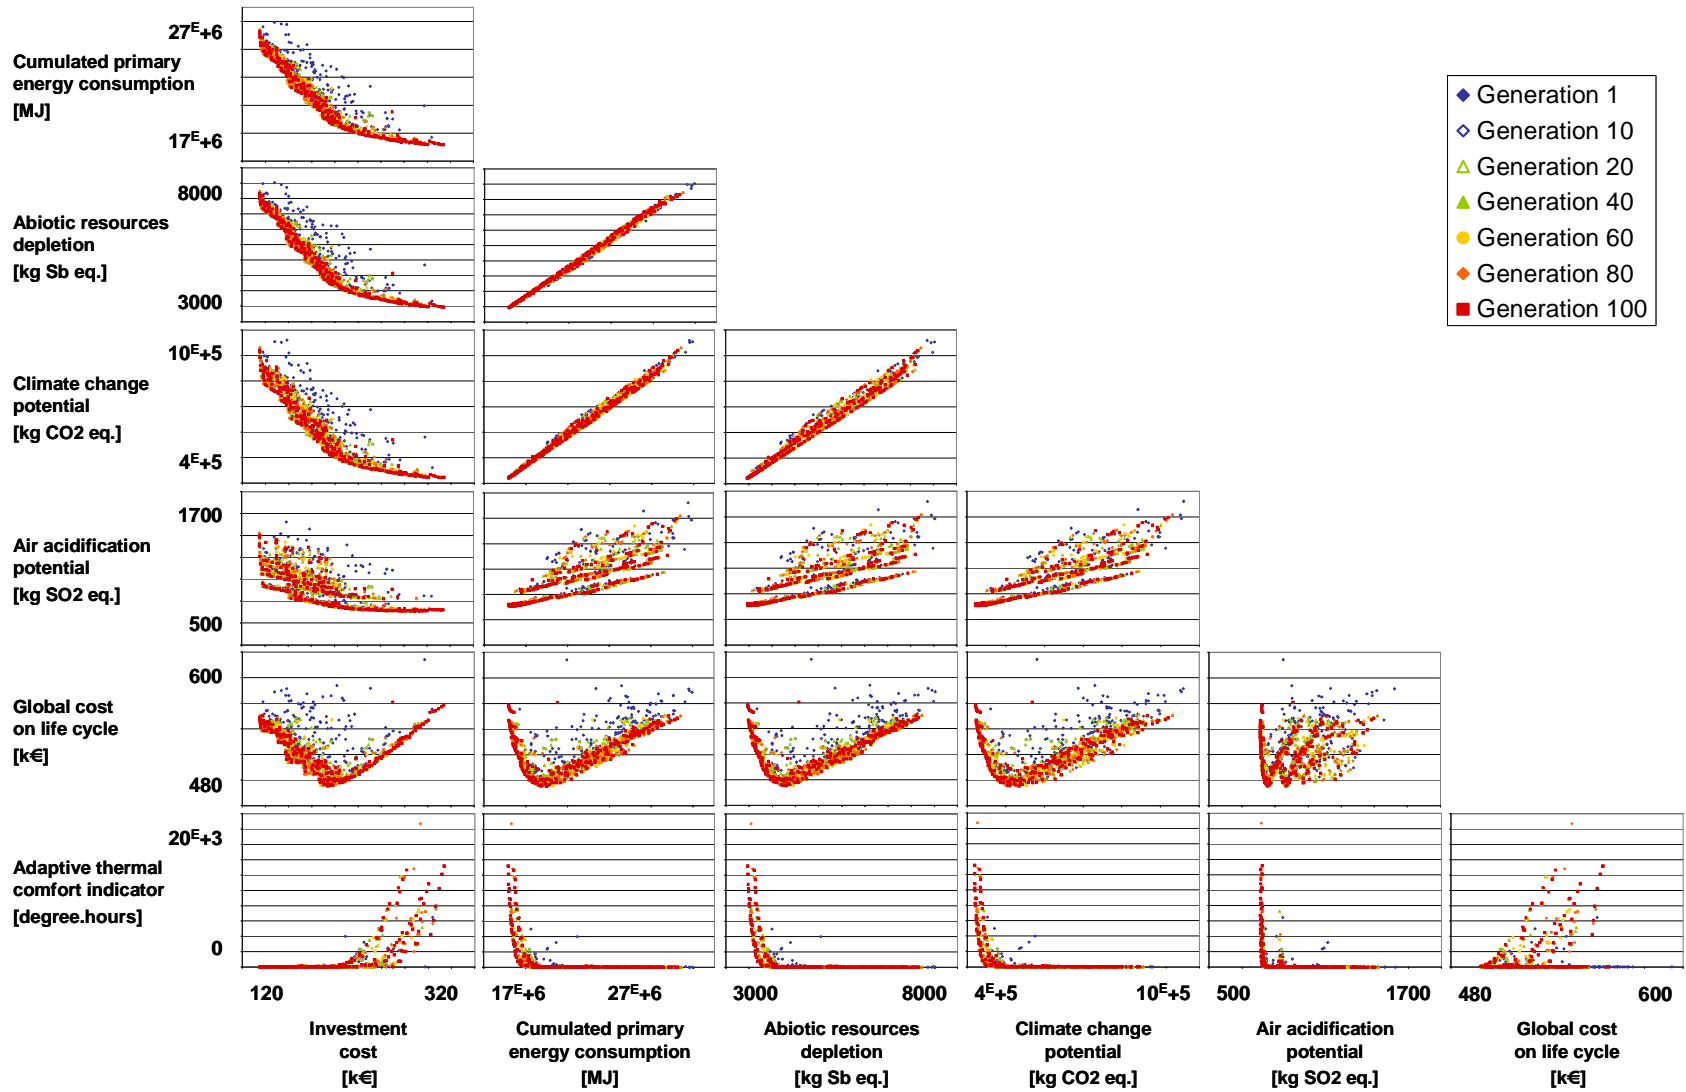 27E+6
Cumulated primary
energy consumption
[MJ]
17E+6
Generation 1
Generation 10
Generation 20
Generation 40
Generation 60
Generation 80
Generation 100
8000
Abiotic resources
depletion
[kg Sb eq.]
3000
10E+5
Climate change
potential
[kg CO2 eq.]
4E+5
1700
Air acidification
potential
[kg SO2 eq.]
500
600
Global cost
on life cycle
[k€]
480
20E+3
Adaptive thermal
comfort indicator
[degree.hours]
0
120 320 17E+6 27E+6 3000 8000 4E+5 10E+5 500 1700 480 600
Investment
cost
[k€]
Cumulated primary
energy consumption
[MJ]
Abiotic resources
depletion
[kg Sb eq.]
Climate change
potential
[kg CO2 eq.]
Air acidification
potential
[kg SO2 eq.]
Global cost
on life cycle
[k€]